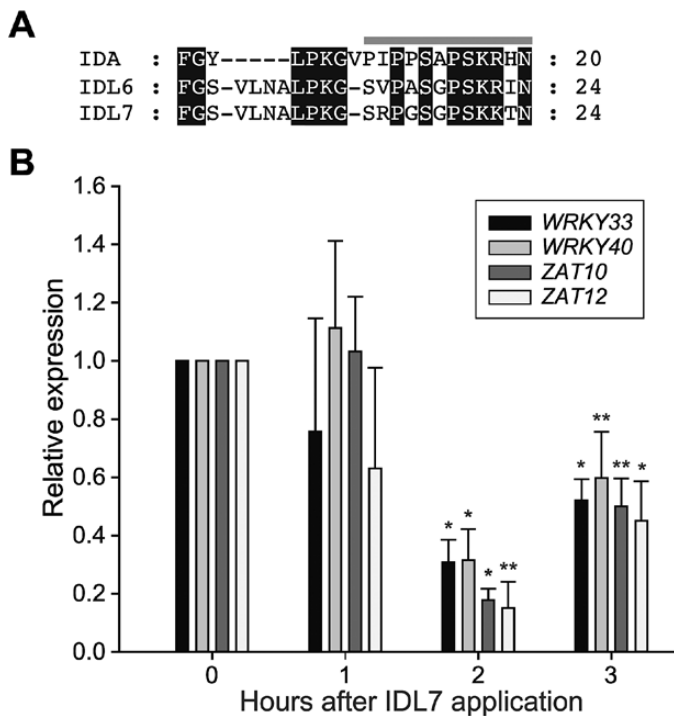 A
IDA : FGY-----LPKGVPIPPSAPSKRHN : 20
IDL6 : FGS-VLNALPKG-SVPASGPSKRIN : 24
IDL7 : FGS-VLNALPKG-SRPGSGPSKKTN : 24
B
1.6
1.4
1.2
1.0
0.8
0.6
0.4
0.2
0.0
Relative expression
WRKY33
WRKY40
ZAT10
ZAT12
* * * **
* ** ** *
0 1 2 3
Hours after IDL7 application